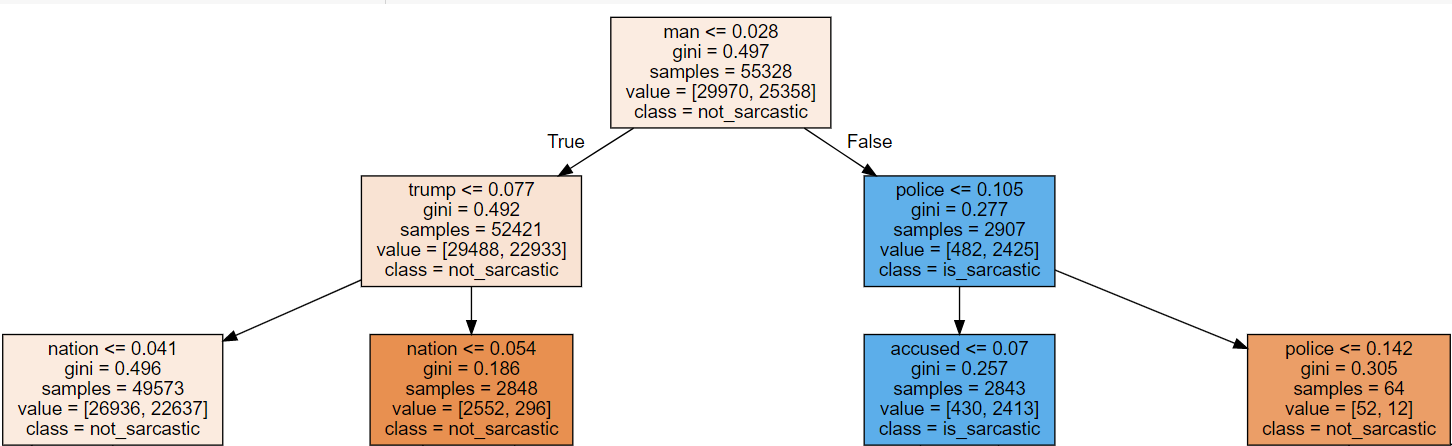 man <= 0.028
gini = 0.497
samples = 55328
value = [29970, 25358]
class = not_sarcastic
True
False
trump <= 0.077
gini = 0.492
samples = 52421
value = [29488, 22933]
class = not_sarcastic
police <= 0.105
gini = 0.277
samples = 2907
value = [482, 2425]
class = is_sarcastic
nation <= 0.041
gini = 0.496
samples = 49573
value = [26936, 22637]
class = not_sarcastic
nation <= 0.054
gini = 0.186
samples = 2848
value = [2552, 296]
class = not_sarcastic
accused <= 0.07
gini = 0.257
samples = 2843
value = [430, 2413]
class = is_sarcastic
police <= 0.142
gini = 0.305
samples = 64
value = [52, 12]
class = not_sarcastic